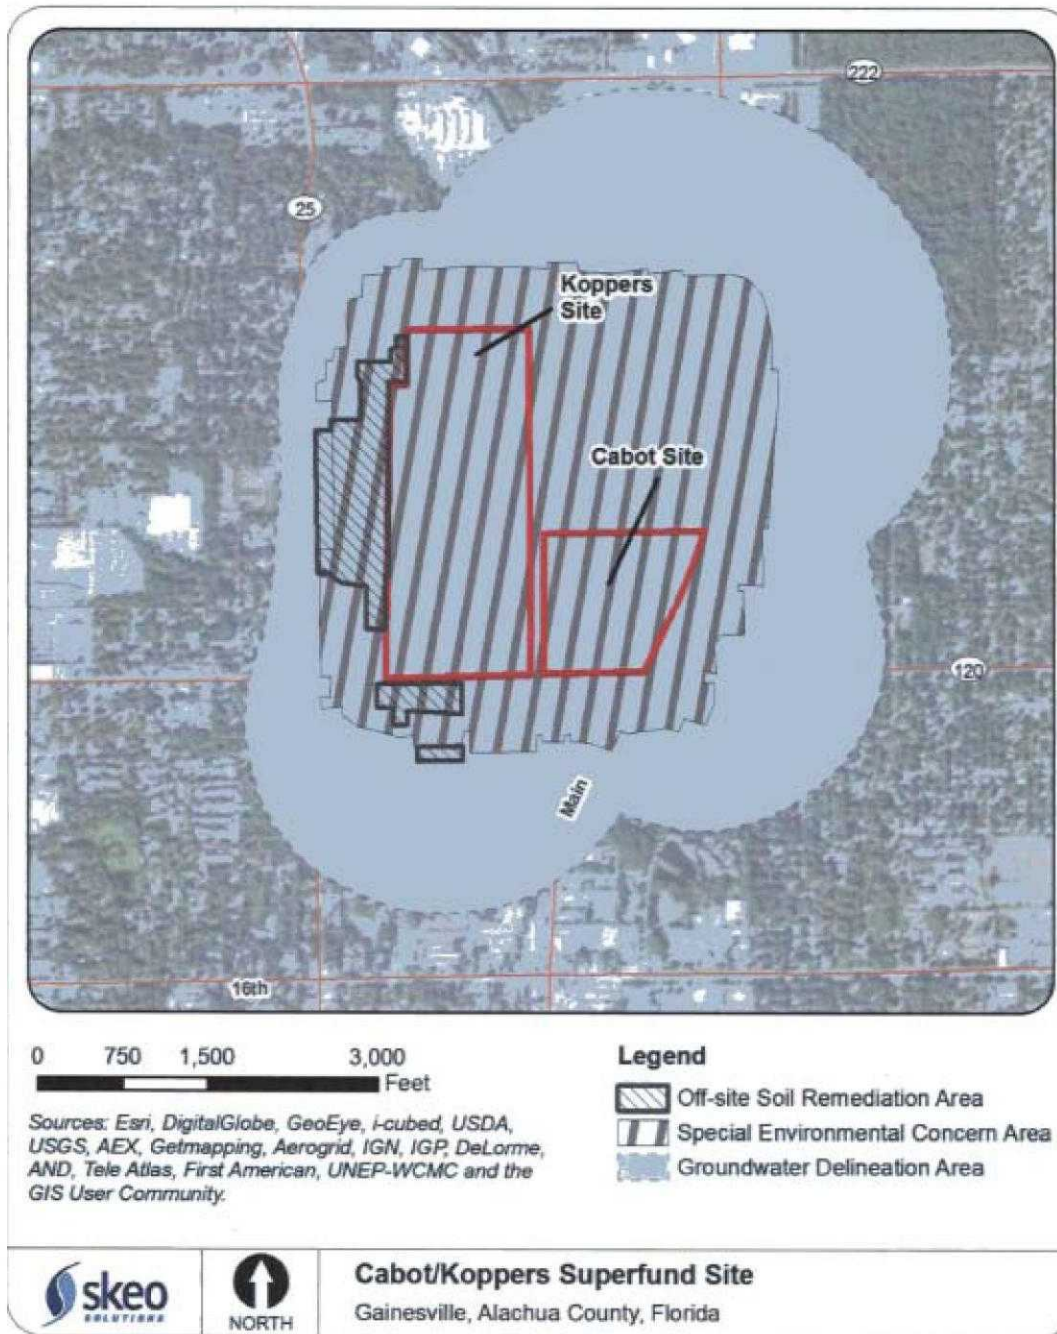 222
25
Koppers
Site
Cabot Site
120
Main
16th
0 750 1,500 3,000
Feet
Sources: Esri, DigitalGlobe, GeoEye, i-cubed, USDA,
USGS, AEX, Getmapping, Aerogrid, IGN, IGP, DeLorme,
AND, Tele Atlas, First American, UNEP-WCMC and the
GIS User Community.
Legend
Off-site Soil Remediation Area
Special Environmental Concern Area
Groundwater Delineation Area
skeo
SOLUTIONS
NORTH
Cabot/Koppers Superfund Site
Gainesville, Alachua County, Florida